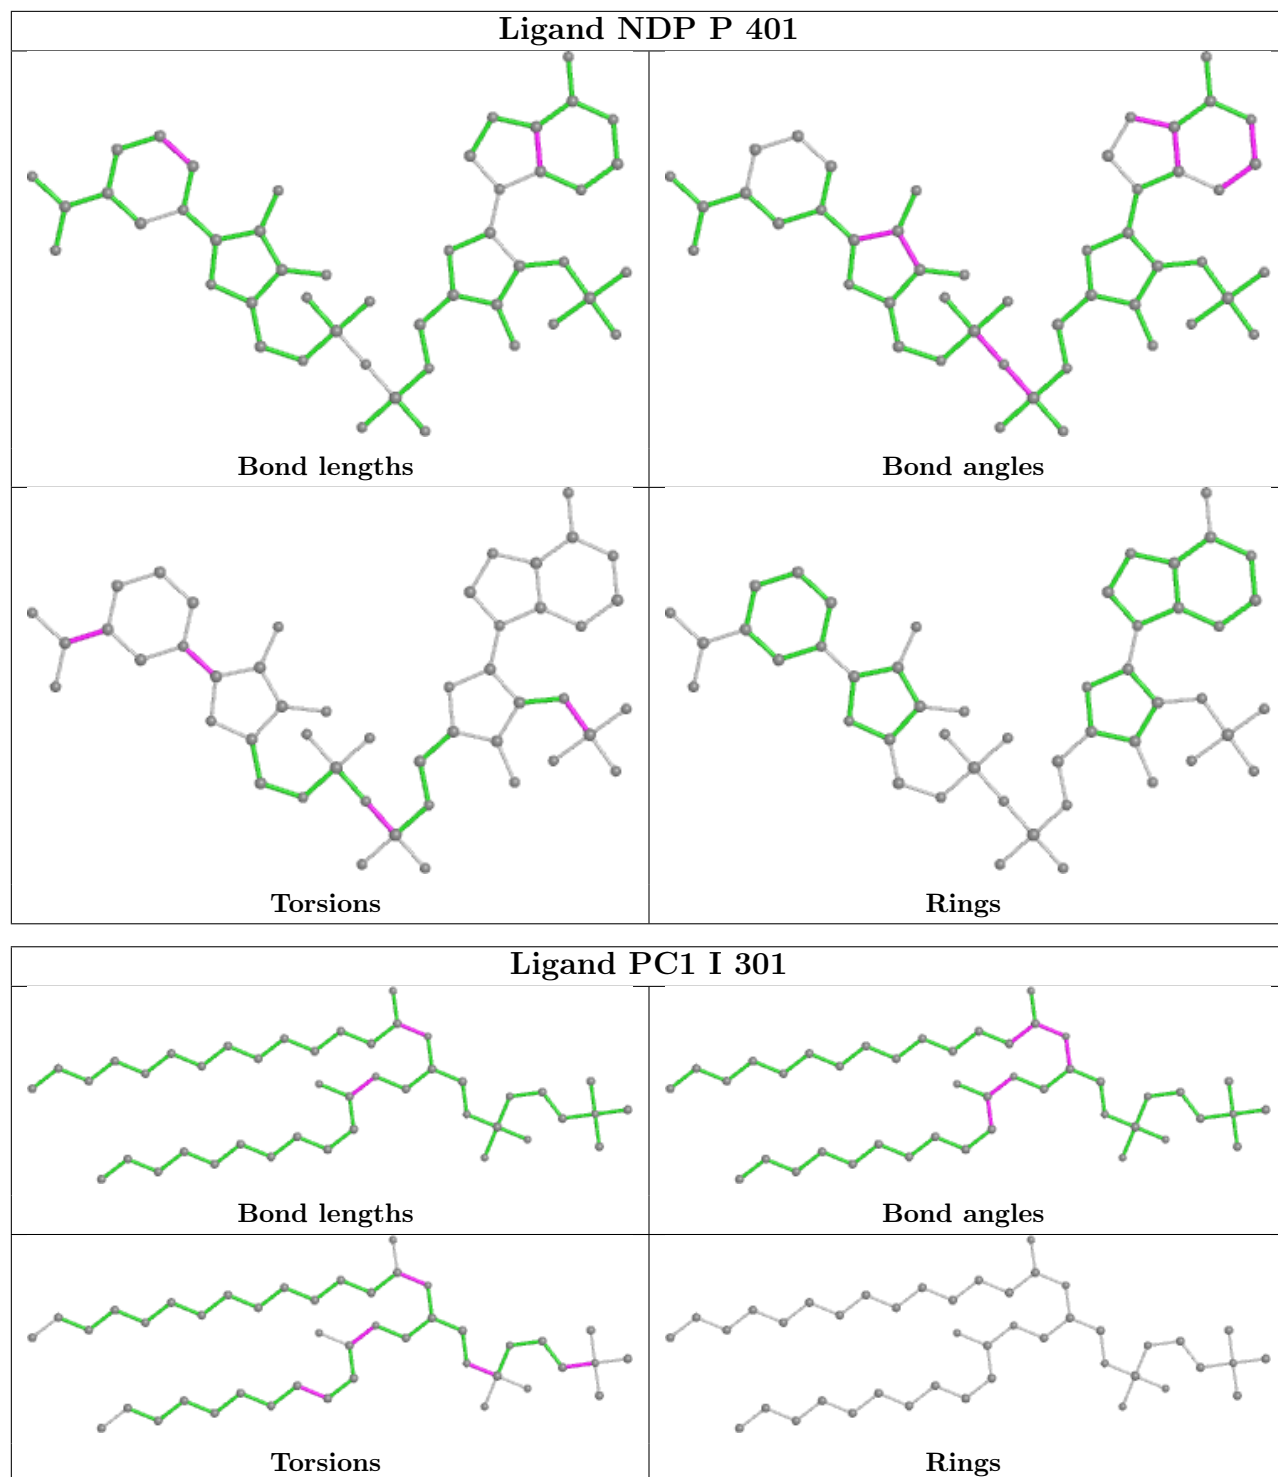 Ligand NDP P 401
Bond lengths
Bond angles
Torsions
Rings
Ligand PC1 I 301
Bond lengths
Bond angles
Torsions
Rings